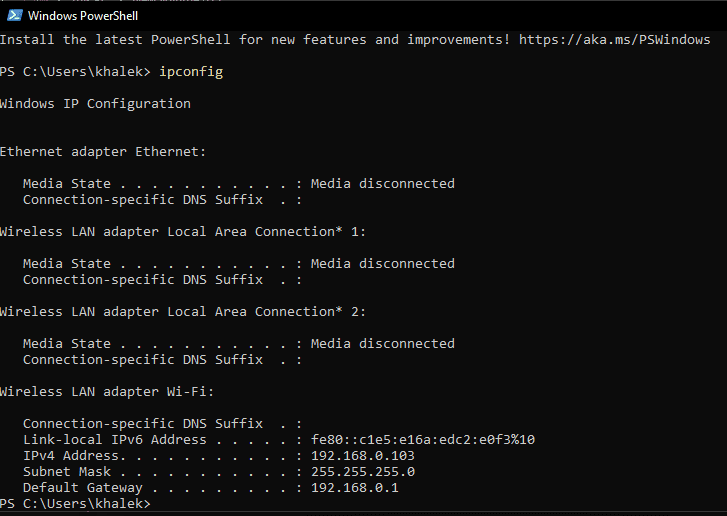 Windows PowerShell
Install the latest PowerShell for new features and improvements! https://aka.ms/PSWindows
PS C:\Users\khalek> ipconfig
Windows IP Configuration
Ethernet adapter Ethernet:
   Media State . . . . . . . . . . . : Media disconnected
   Connection-specific DNS Suffix  . :
Wireless LAN adapter Local Area Connection* 1:
   Media State . . . . . . . . . . . : Media disconnected
   Connection-specific DNS Suffix  . :
Wireless LAN adapter Local Area Connection* 2:
   Media State . . . . . . . . . . . : Media disconnected
   Connection-specific DNS Suffix  . :
Wireless LAN adapter Wi-Fi:
   Connection-specific DNS Suffix  . :
   Link-local IPv6 Address . . . . . : fe80::c1e5:e16a:edc2:e0f3%10
   IPv4 Address. . . . . . . . . . . : 192.168.0.103
   Subnet Mask . . . . . . . . . . . : 255.255.255.0
   Default Gateway . . . . . . . . . : 192.168.0.1
PS C:\Users\khalek>